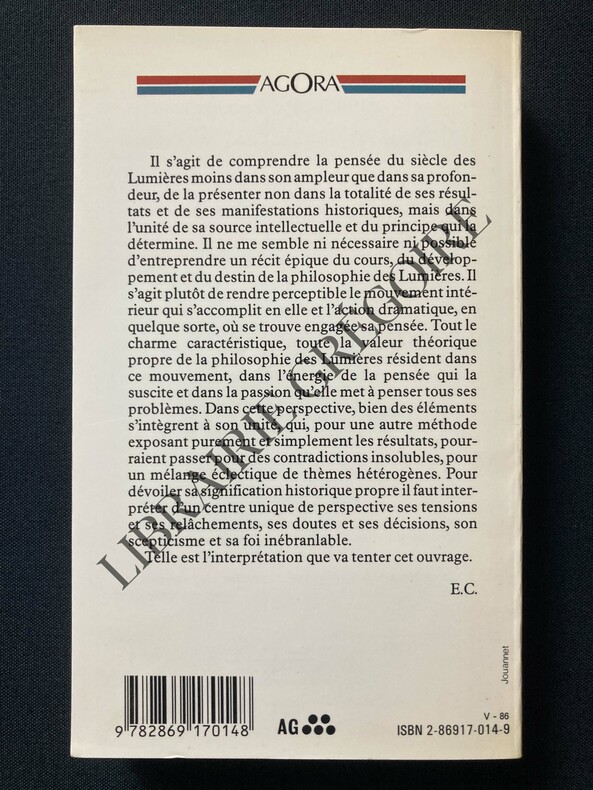 AGORA
Il s'agit de comprendre la pensée du siècle des
Lumières moins dans son ampleur que dans sa profon-
deur, de la présenter non dans la totalité de ses résul-
tats et de ses manifestations historiques, mais dans
l'unité de sa source intellectuelle et du principe qui la
détermine. Il ne me semble ni nécessaire ni possible
d'entreprendre un récit épique du cours, du dévelop-
pement et du destin de la philosophie des Lumières. Il
s'agit plutôt de rendre perceptible le mouvement inté-
rieur qui s'accomplit en elle et l'action dramatique, en
quelque sorte, où se trouve engagée sa pensée. Tout le
charme caractéristique, toute la valeur théorique
propre de la philosophie des Lumières résident dans
ce mouvement, dans l'énergie de la pensée qui la
suscite et dans la passion qu'elle met à penser tous ses
problèmes. Dans cette perspective, bien des éléments
s'intègrent à son unité, qui, pour une autre méthode
exposant purement et simplement les résultats, pour-
raient passer pour des contradictions insolubles, pour
un mélange éclectique de thèmes hétérogènes. Pour
dévoiler sa signification historique propre il faut inter-
préter d'un centre unique de perspective ses tensions
et ses relâchements, ses doutes et ses décisions, son
scepticisme et sa foi inébranlable.
Telle est l'interprétation que va tenter cet ouvrage.
E.C.
LIBRAIRIE GRÉGOIRE
Jouannet
V - 86
9 782869 170148
AG
ISBN 2-86917-014-9